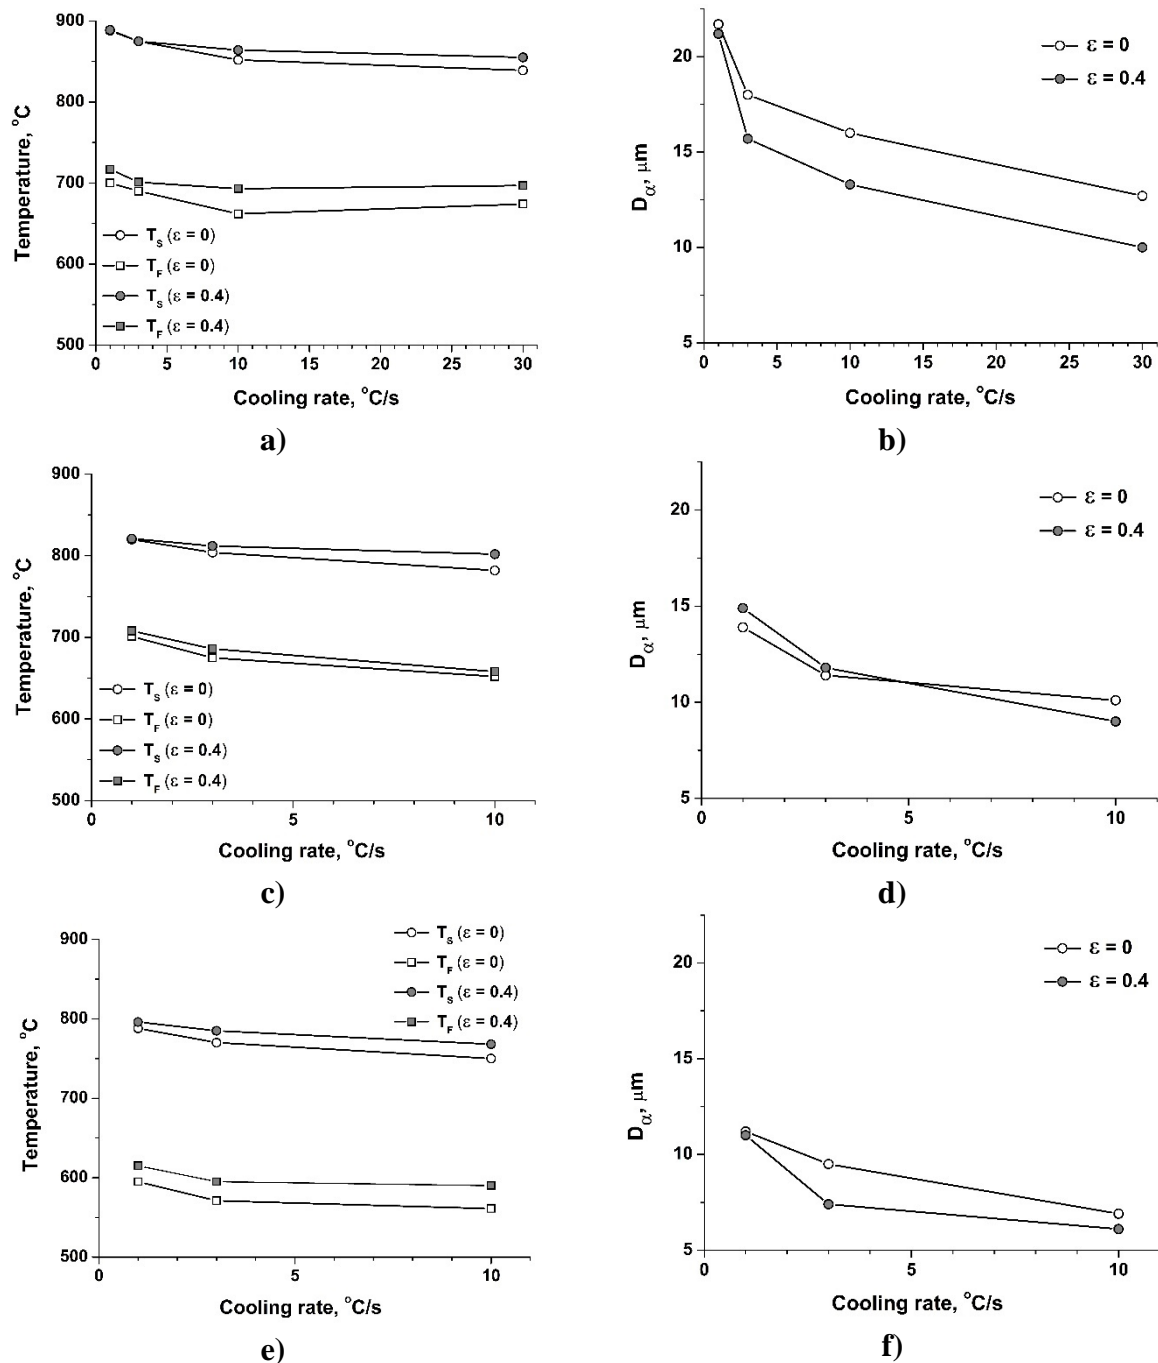 900
800
700
600
500
Temperature, °C
T_S (ε = 0)
T_F (ε = 0)
T_S (ε = 0.4)
T_F (ε = 0.4)
0 5 10 15 20 25 30
Cooling rate, °C/s
a)
20
15
10
5
D_α, μm
ε = 0
ε = 0.4
0 5 10 15 20 25 30
Cooling rate, °C/s
b)
900
800
700
600
500
Temperature, °C
T_S (ε = 0)
T_F (ε = 0)
T_S (ε = 0.4)
T_F (ε = 0.4)
0 5 10
Cooling rate, °C/s
c)
20
15
10
5
D_α, μm
ε = 0
ε = 0.4
0 5 10
Cooling rate, °C/s
d)
900
800
700
600
500
Temperature, °C
T_S (ε = 0)
T_F (ε = 0)
T_S (ε = 0.4)
T_F (ε = 0.4)
0 5 10
Cooling rate, °C/s
e)
20
15
10
5
D_α, μm
ε = 0
ε = 0.4
0 5 10
Cooling rate, °C/s
f)